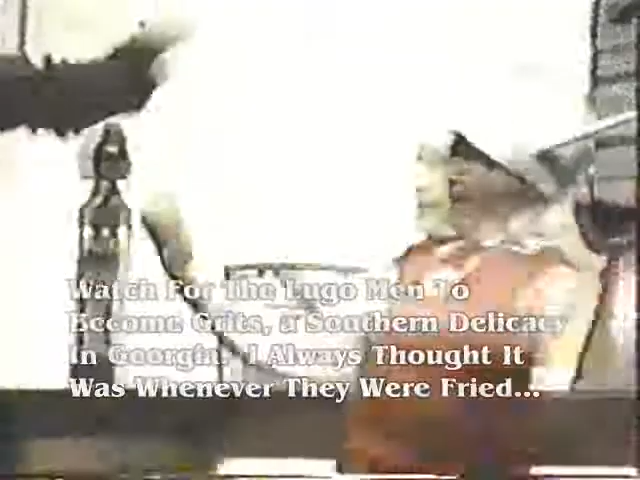 Watch For The Lugo Men To
Become Grits, a Southern Delicacy
In Georgia. I Always Thought It
Was Whenever They Were Fried...